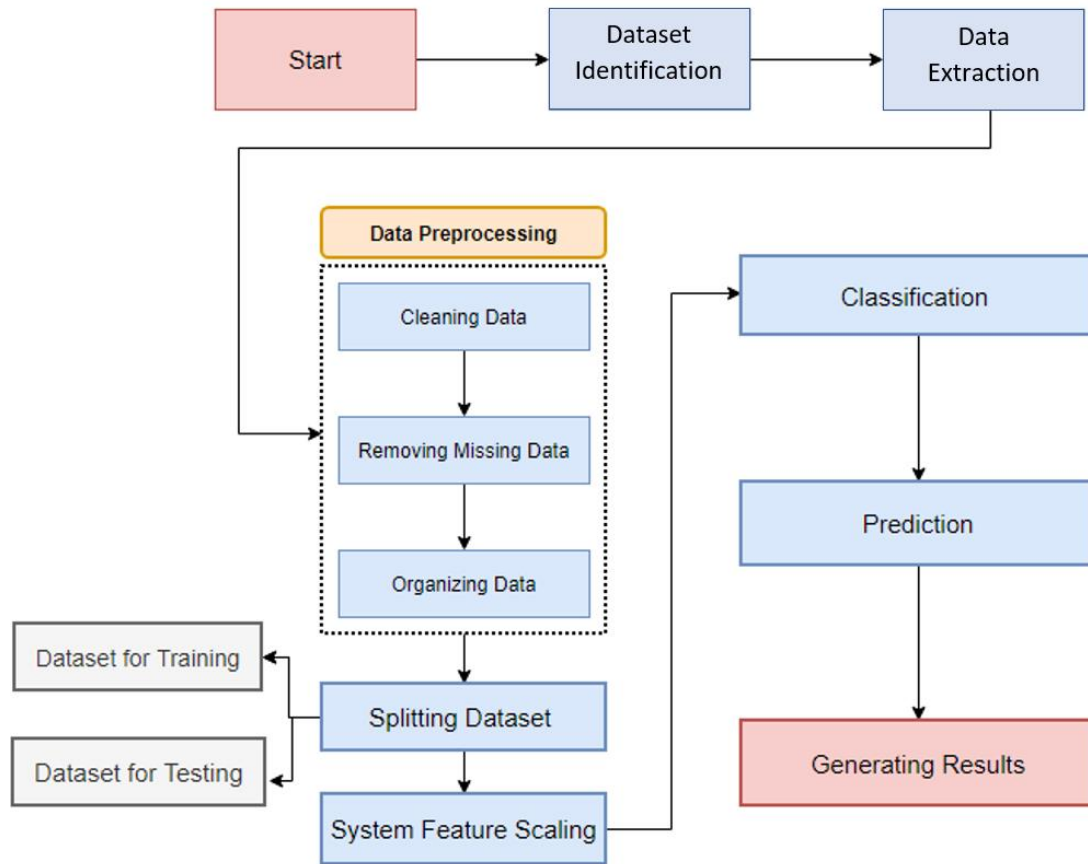 Start
Dataset
Identification
Data
Extraction
Data Preprocessing
Cleaning Data
Removing Missing Data
Organizing Data
Dataset for Training
Dataset for Testing
Splitting Dataset
System Feature Scaling
Classification
Prediction
Generating Results